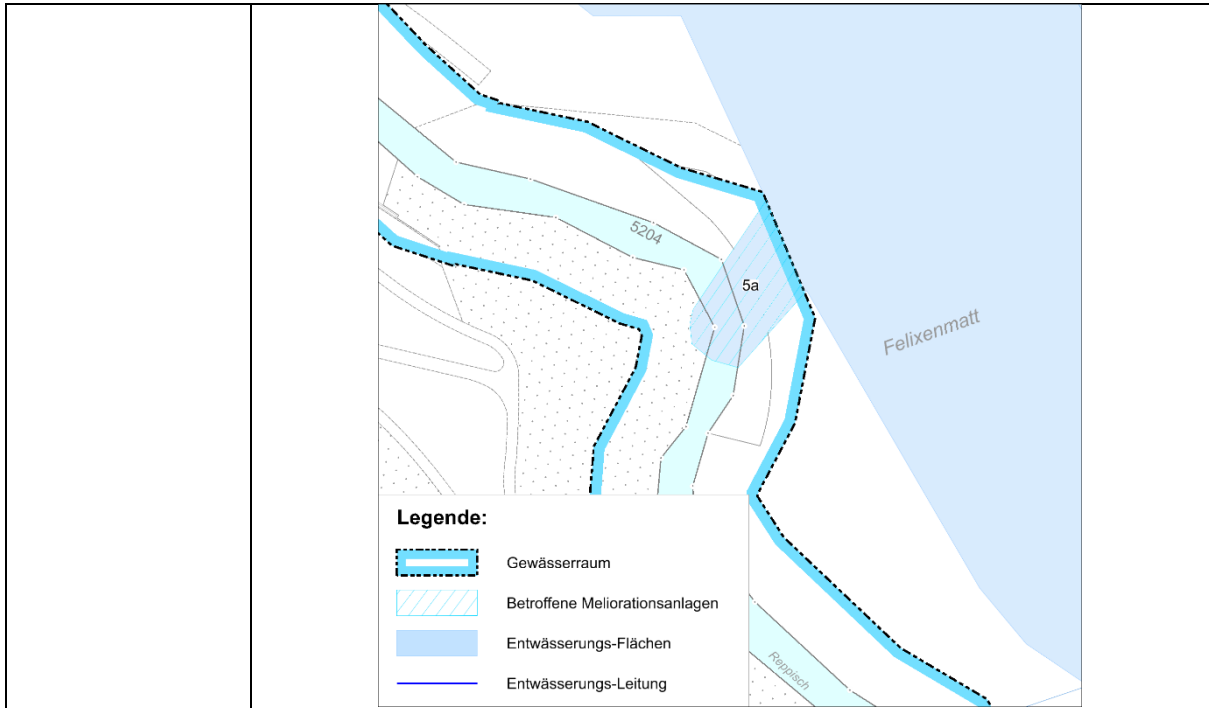 5204
5a
Felixenmatt
Legende:
Gewässerraum
Betroffene Meliorationsanlagen
Entwässerungs-Flächen
Entwässerungs-Leitung
Reppisch